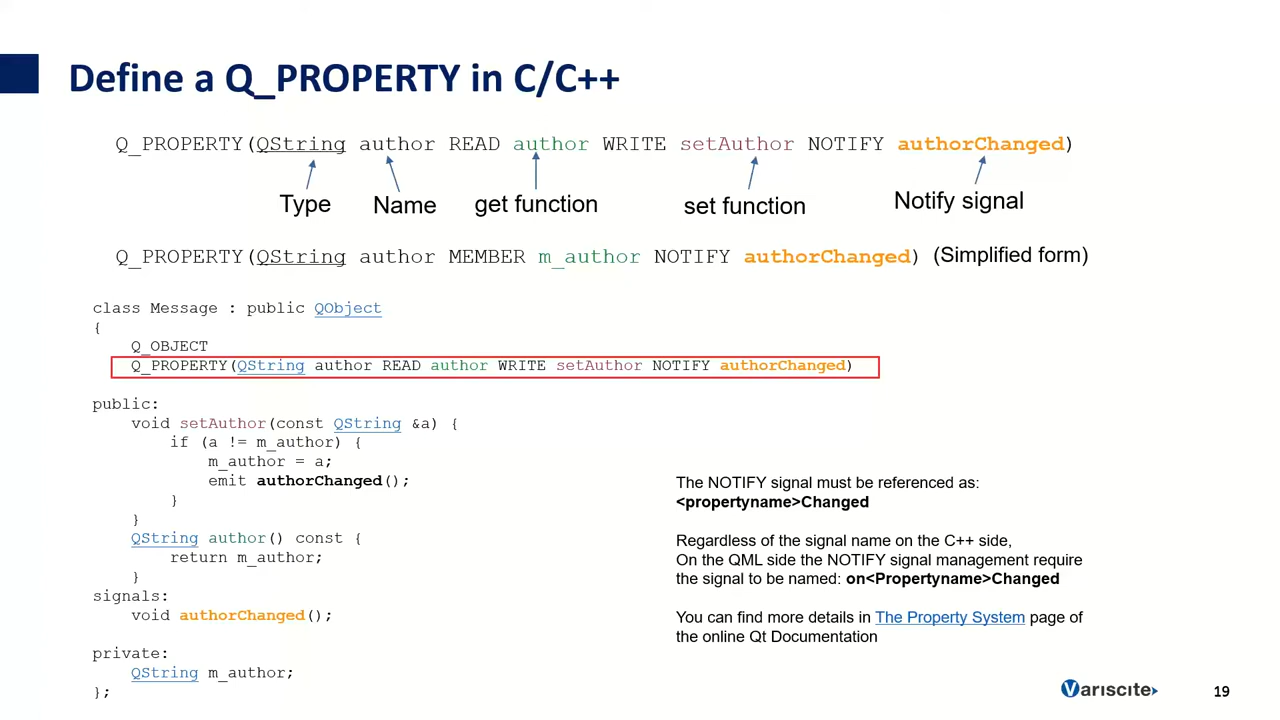 Define a Q_PROPERTY in C/C++
Q_PROPERTY(QString author READ author WRITE setAuthor NOTIFY authorChanged)
Type Name get function set function Notify signal
Q_PROPERTY(QString author MEMBER m_author NOTIFY authorChanged) (Simplified form)
class Message : public QObject
{
Q_OBJECT
Q_PROPERTY(QString author READ author WRITE setAuthor NOTIFY authorChanged)
public:
void setAuthor(const QString &a) {
if (a != m_author) {
m_author = a;
emit authorChanged();
}
}
QString author() const {
return m_author;
}
signals:
void authorChanged();
private:
QString m_author;
};
The NOTIFY signal must be referenced as:
<propertyname>Changed
Regardless of the signal name on the C++ side,
On the QML side the NOTIFY signal management require
the signal to be named: on<Propertyname>Changed
You can find more details in The Property System page of
the online Qt Documentation
Variscite
19